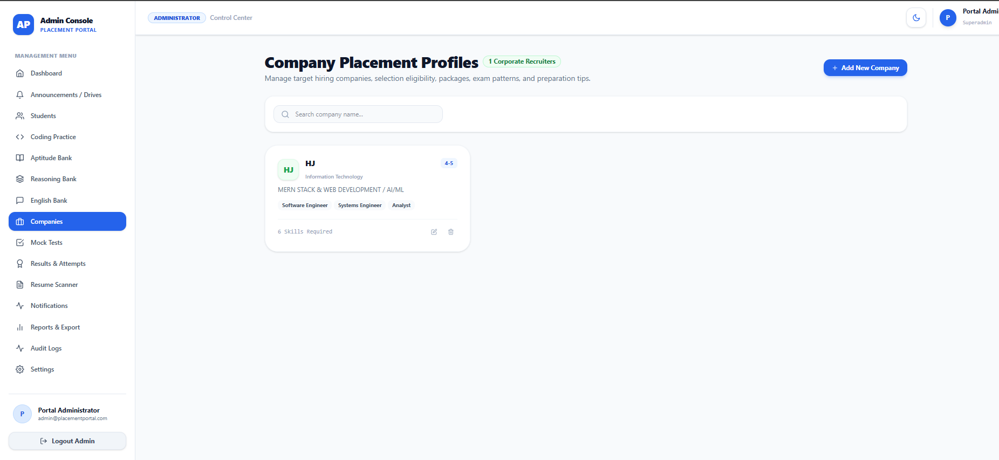 AP
Admin Console
PLACEMENT PORTAL
MANAGEMENT MENU
Dashboard
Announcements / Drives
Students
Coding Practice
Aptitude Bank
Reasoning Bank
English Bank
Companies
Mock Tests
Results & Attempts
Resume Scanner
Notifications
Reports & Export
Audit Logs
Settings
P
Portal Administrator
admin@placementportal.com
Logout Admin
ADMINISTRATOR Control Center
P
Portal Admi
Superadmin
Company Placement Profiles 1 Corporate Recruiters
Manage target hiring companies, selection eligibility, packages, exam patterns, and preparation tips.
+ Add New Company
Search company name...
HJ
HJ
4-5
Information Technology
MERN STACK & WEB DEVELOPMENT / AI/ML
Software Engineer Systems Engineer Analyst
6 Skills Required